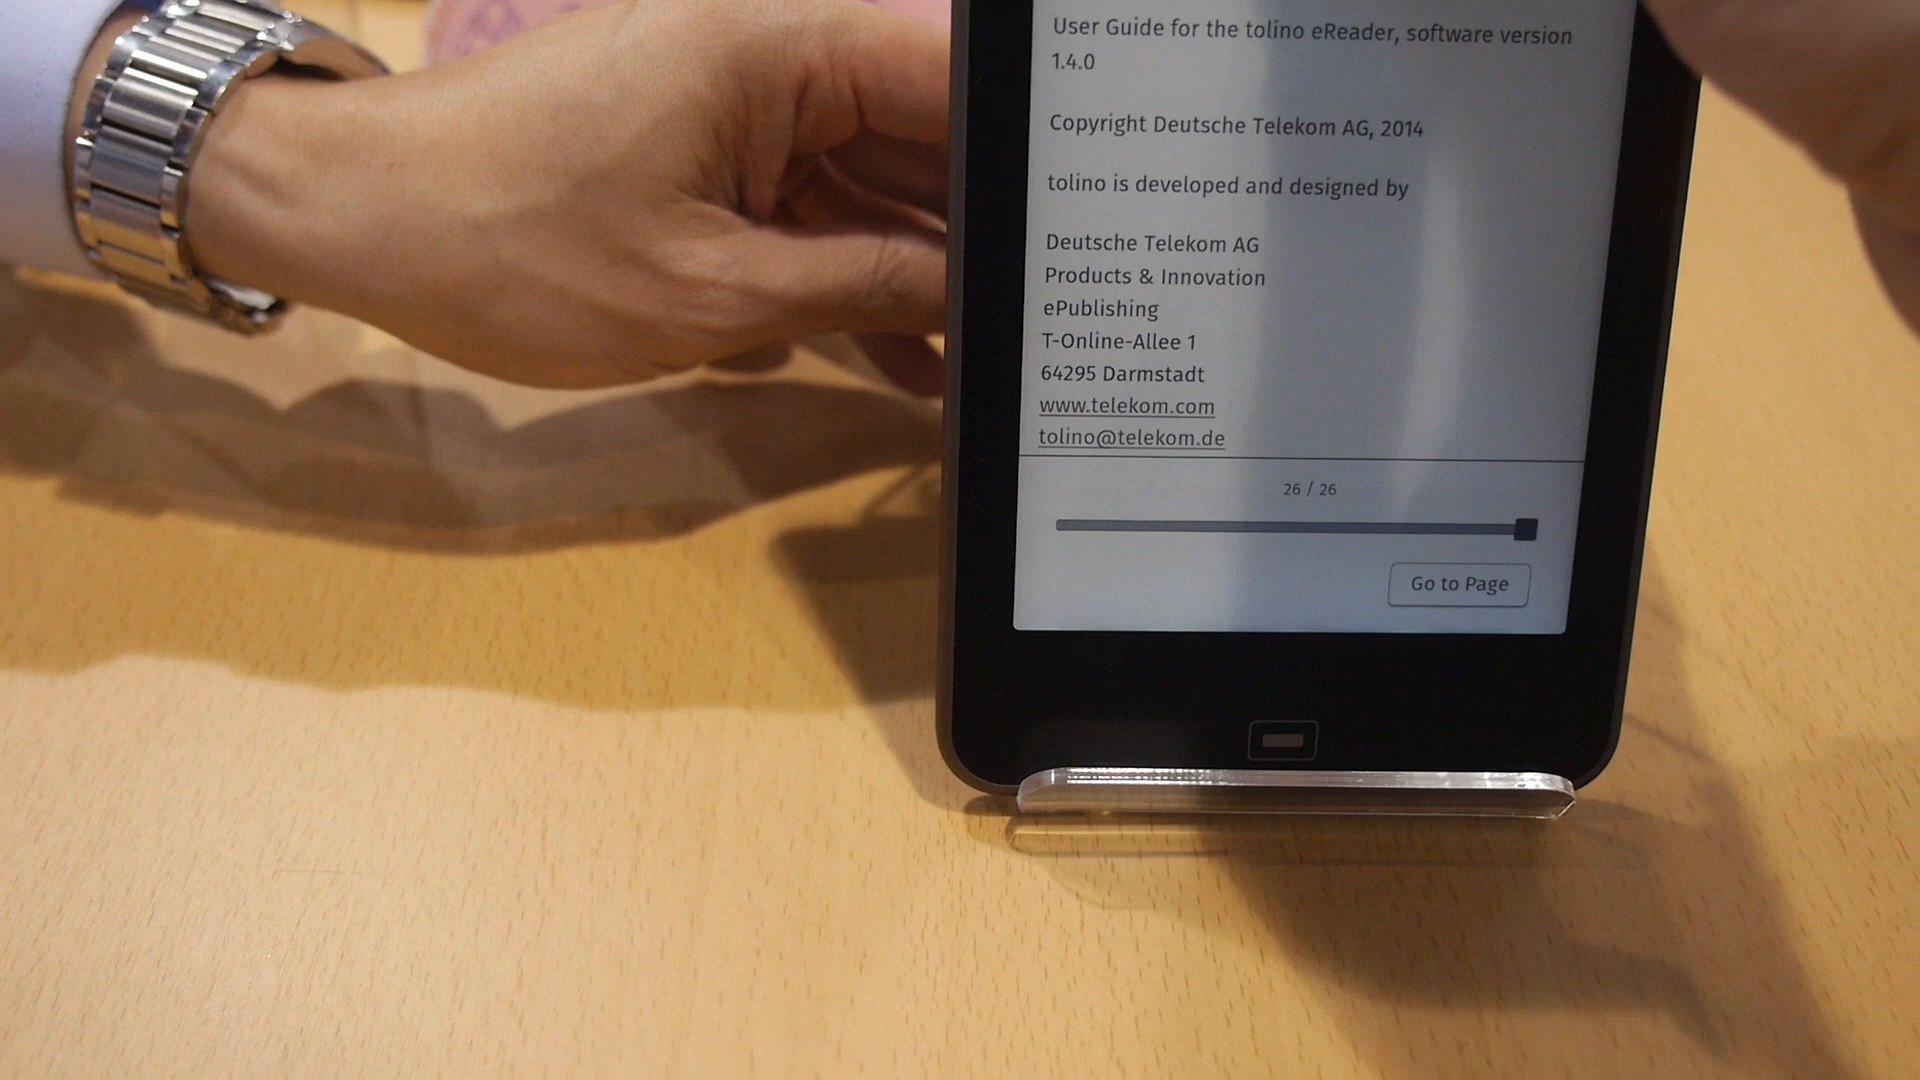 User Guide for the tolino eReader, software version
1.4.0
Copyright Deutsche Telekom AG, 2014
tolino is developed and designed by
Deutsche Telekom AG
Products & Innovation
ePublishing
T-Online-Allee 1
64295 Darmstadt
www.telekom.com
tolino@telekom.de
26 / 26
Go to Page